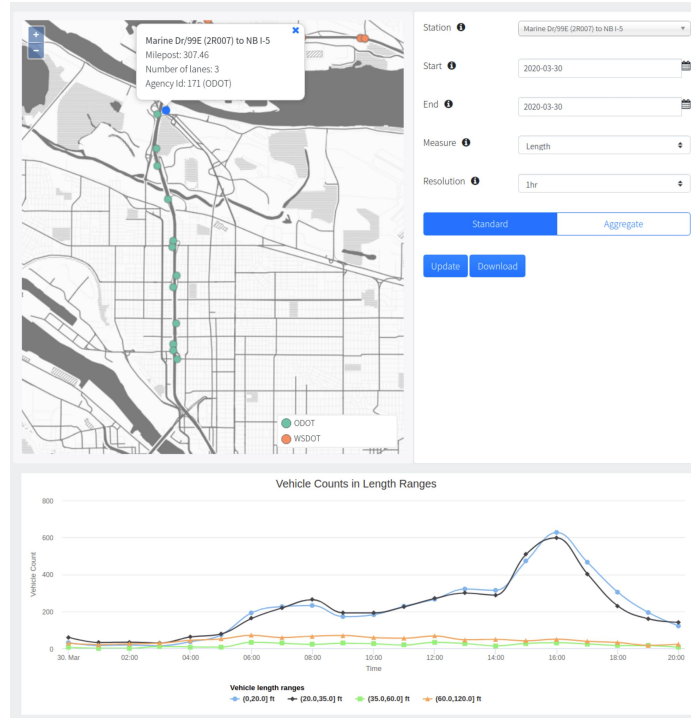 +
−
Marine Dr/99E (2R007) to NB I-5
Milepost: 307.46
Number of lanes: 3
Agency Id: 171 (ODOT)
ODOT
WSDOT
Station
Marine Dr/99E (2R007) to NB I-5
Start
2020-03-30
End
2020-03-30
Measure
Length
Resolution
1hr
Standard
Aggregate
Update
Download
Vehicle Counts in Length Ranges
Vehicle Count
800
600
400
200
0
30. Mar
02:00
04:00
06:00
08:00
10:00
12:00
14:00
16:00
18:00
20:00
Time
Vehicle length ranges
(0,20.0] ft
(20.0,35.0] ft
(35.0,60.0] ft
(60.0,120.0] ft